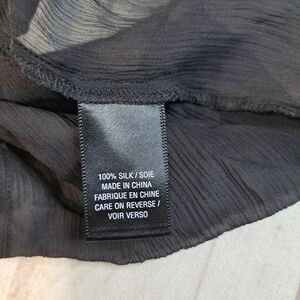 100% SILK / SOIE
MADE IN CHINA
FABRIQUE EN CHINE
CARE ON REVERSE /
VOIR VERSO